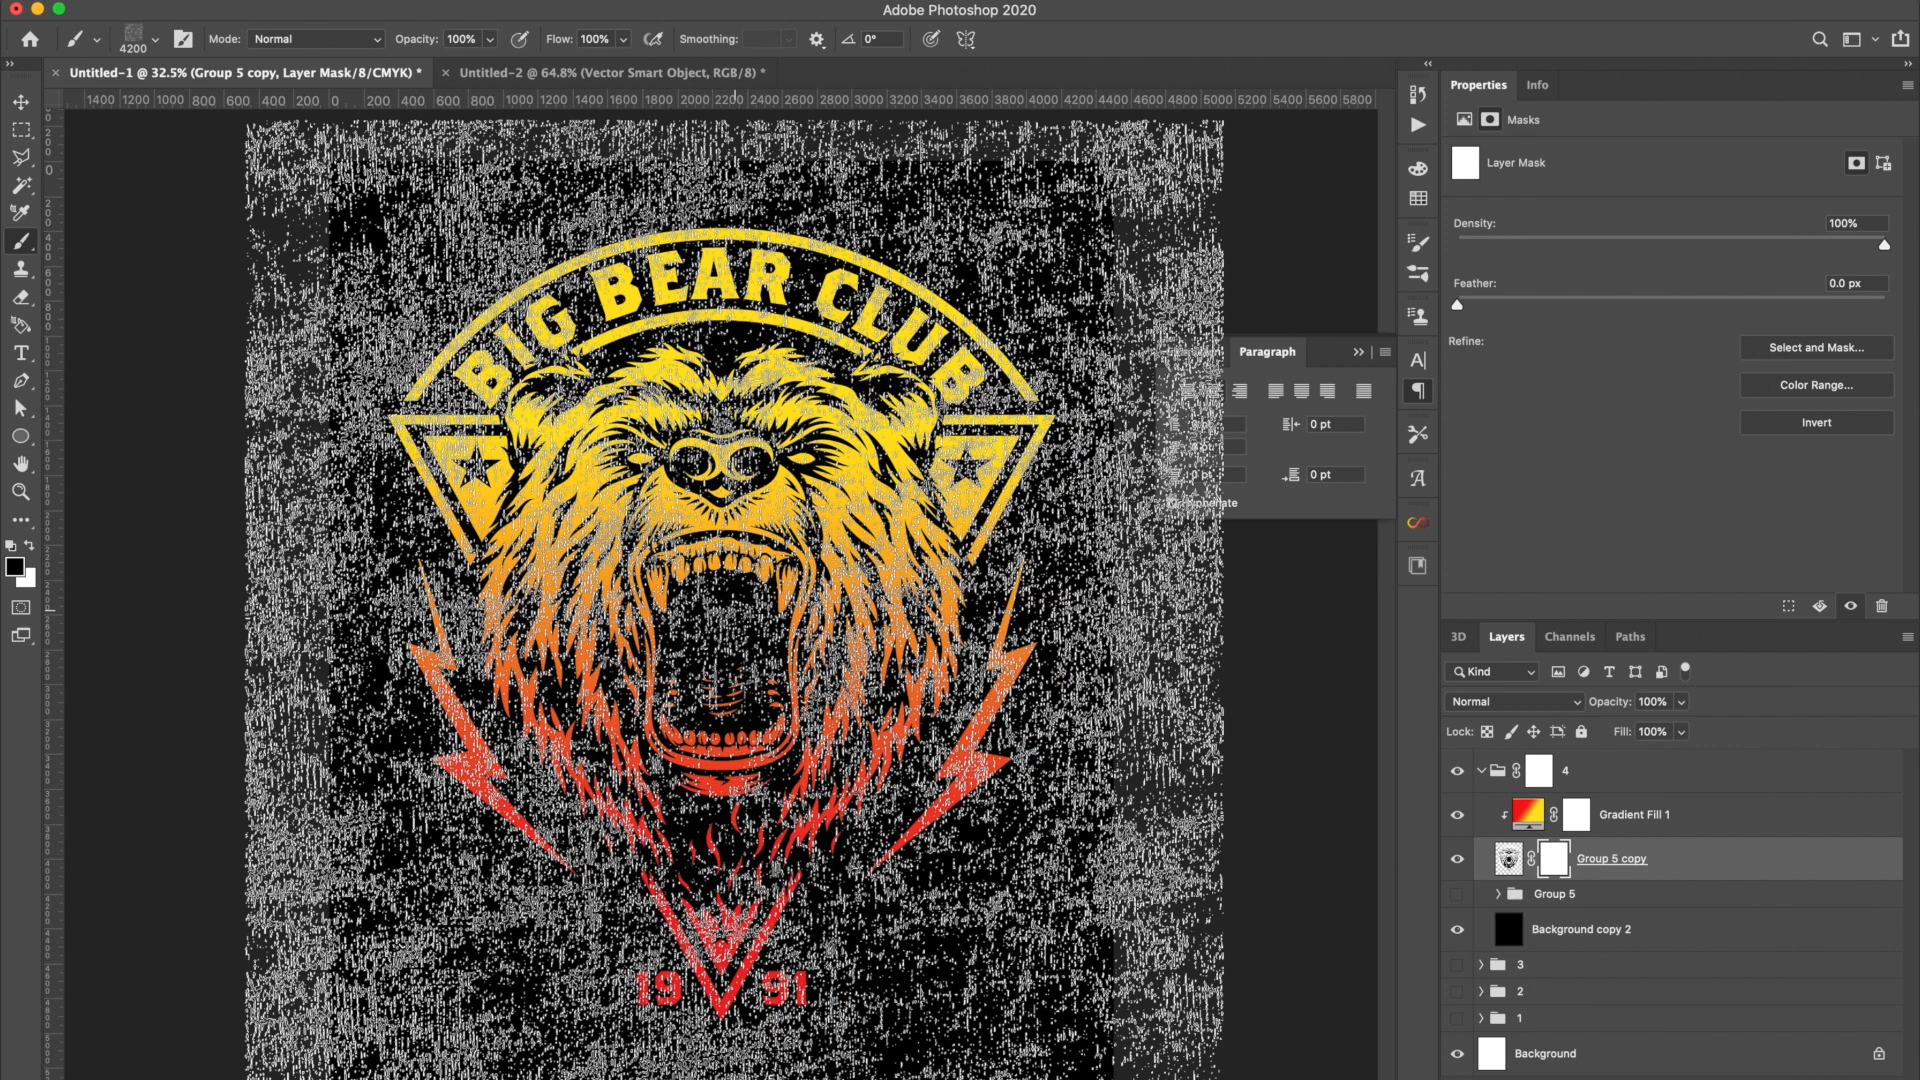 Adobe Photoshop 2020
4200
Mode: Normal
Opacity: 100%
Flow: 100%
Smoothing:
0°
× Untitled-1 @ 32.5% (Group 5 copy, Layer Mask/8/CMYK) *
× Untitled-2 @ 64.8% (Vector Smart Object, RGB/8) *
1400 1200 1000 800 600 400 200 0 200 400 600 800 1000 1200 1400 1600 1800 2000 2200 2400 2600 2800 3000 3200 3400 3600 3800 4000 4200 4400 4600 4800 5000 5200 5400 5600 5800
BIG BEAR CLUB
19 91
Paragraph
0 pt
0 pt
0 pt
Properties
Info
Masks
Layer Mask
Density:
100%
Feather:
0.0 px
Refine:
Select and Mask...
Color Range...
Invert
3D
Layers
Channels
Paths
Kind
Normal
Opacity: 100%
Lock:
Fill: 100%
4
Gradient Fill 1
Group 5 copy
Group 5
Background copy 2
3
2
1
Background